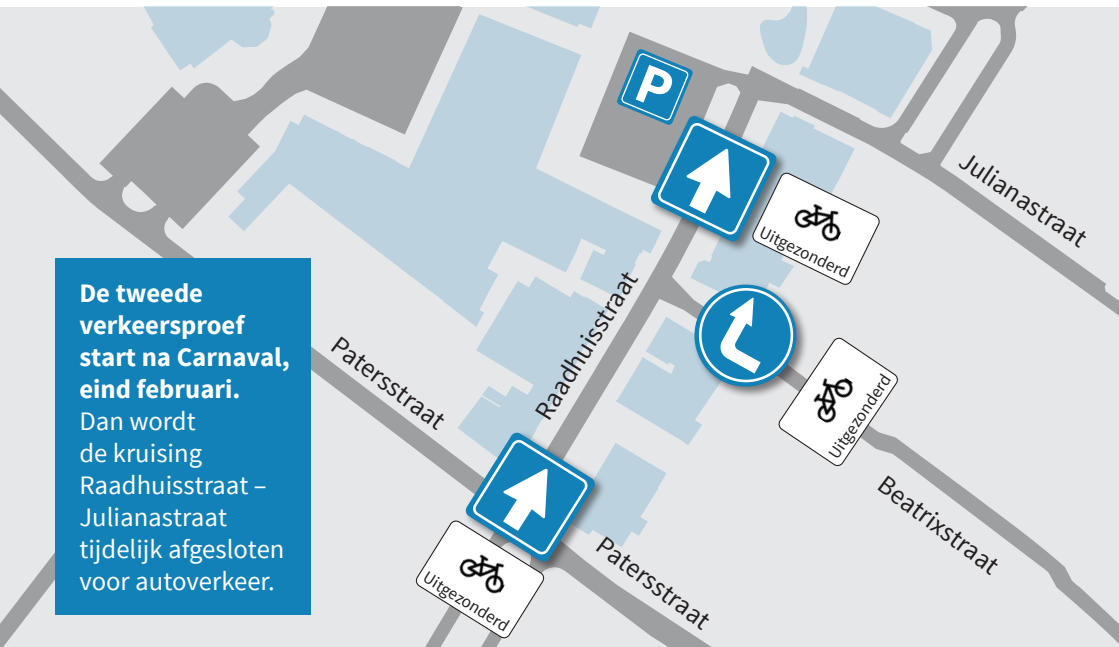 P
Julianastraat
Uitgezonderd
De tweede
verkeersproef
start na Carnaval,
eind februari.
Dan wordt
de kruising
Raadhuisstraat –
Julianastraat
tijdelijk afgesloten
voor autoverkeer.
Patersstraat
Raadhuisstraat
Uitgezonderd
Beatrixstraat
Patersstraat
Uitgezonderd